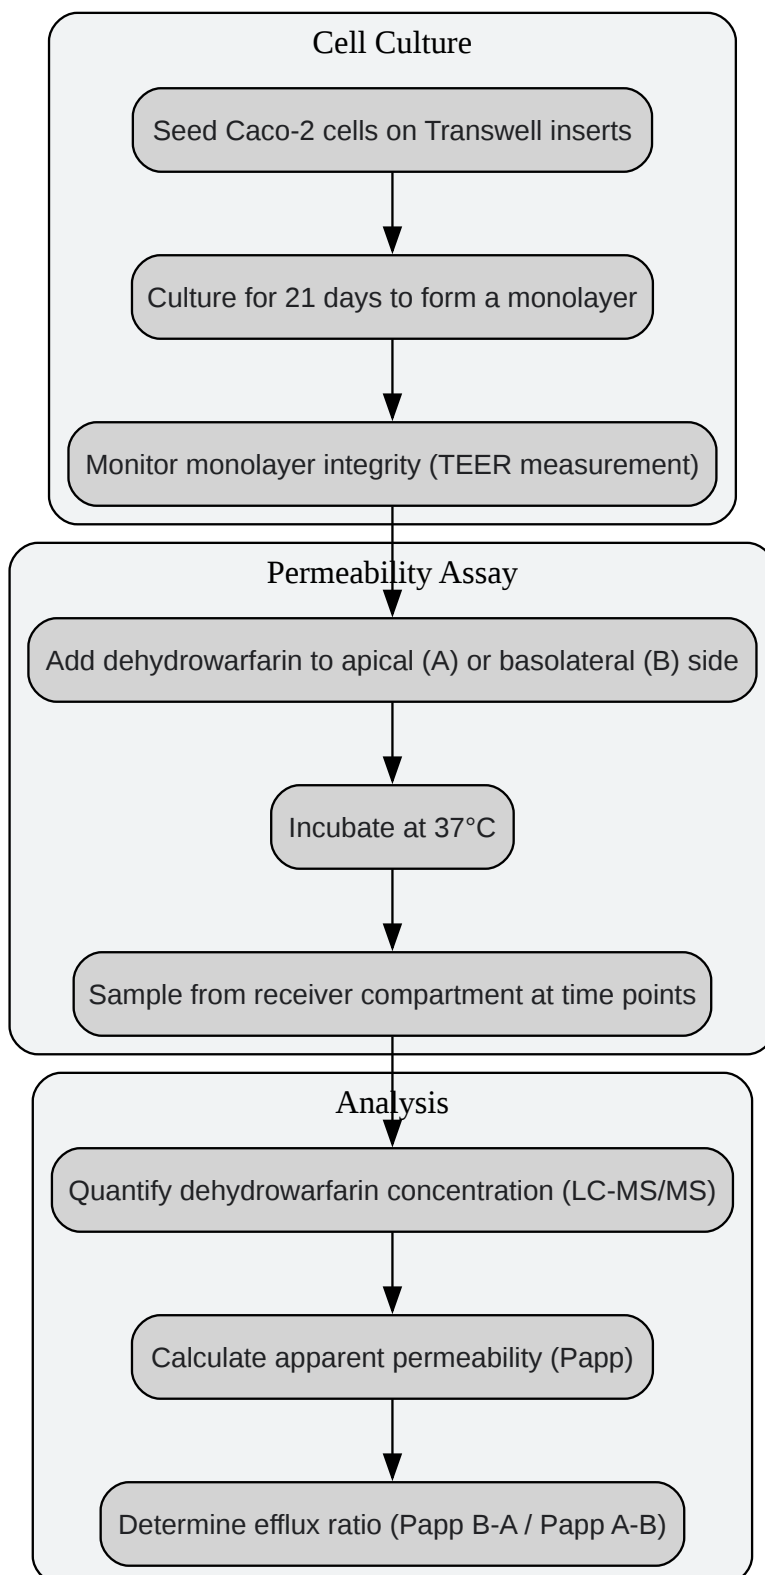 Cell Culture
Seed Caco-2 cells on Transwell inserts
Culture for 21 days to form a monolayer
Monitor monolayer integrity (TEER measurement)
Permeability Assay
Add dehydrowarfarin to apical (A) or basolateral (B) side
Incubate at 37°C
Sample from receiver compartment at time points
Analysis
Quantify dehydrowarfarin concentration (LC-MS/MS)
Calculate apparent permeability (Papp)
Determine efflux ratio (Papp B-A / Papp A-B)